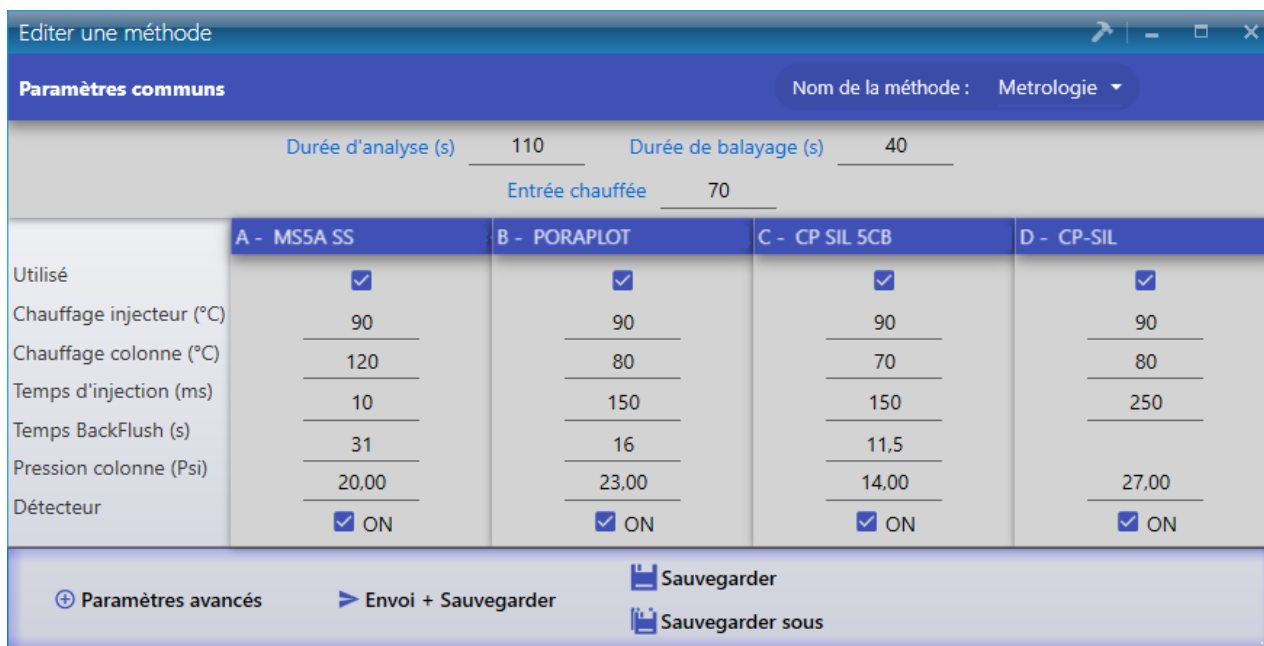 Editer une méthode
Paramètres communs Nom de la méthode : Metrologie
Durée d'analyse (s) 110 Durée de balayage (s) 40
Entrée chauffée 70
A - MS5A SS B - PORAPLOT C - CP SIL 5CB D - CP-SIL
Utilisé
Chauffage injecteur (°C) 90 90 90 90
Chauffage colonne (°C) 120 80 70 80
Temps d'injection (ms) 10 150 150 250
Temps BackFlush (s) 31 16 11,5
Pression colonne (Psi) 20,00 23,00 14,00 27,00
Détecteur ON ON ON ON
Paramètres avancés Envoi + Sauvegarder Sauvegarder
Sauvegarder sous